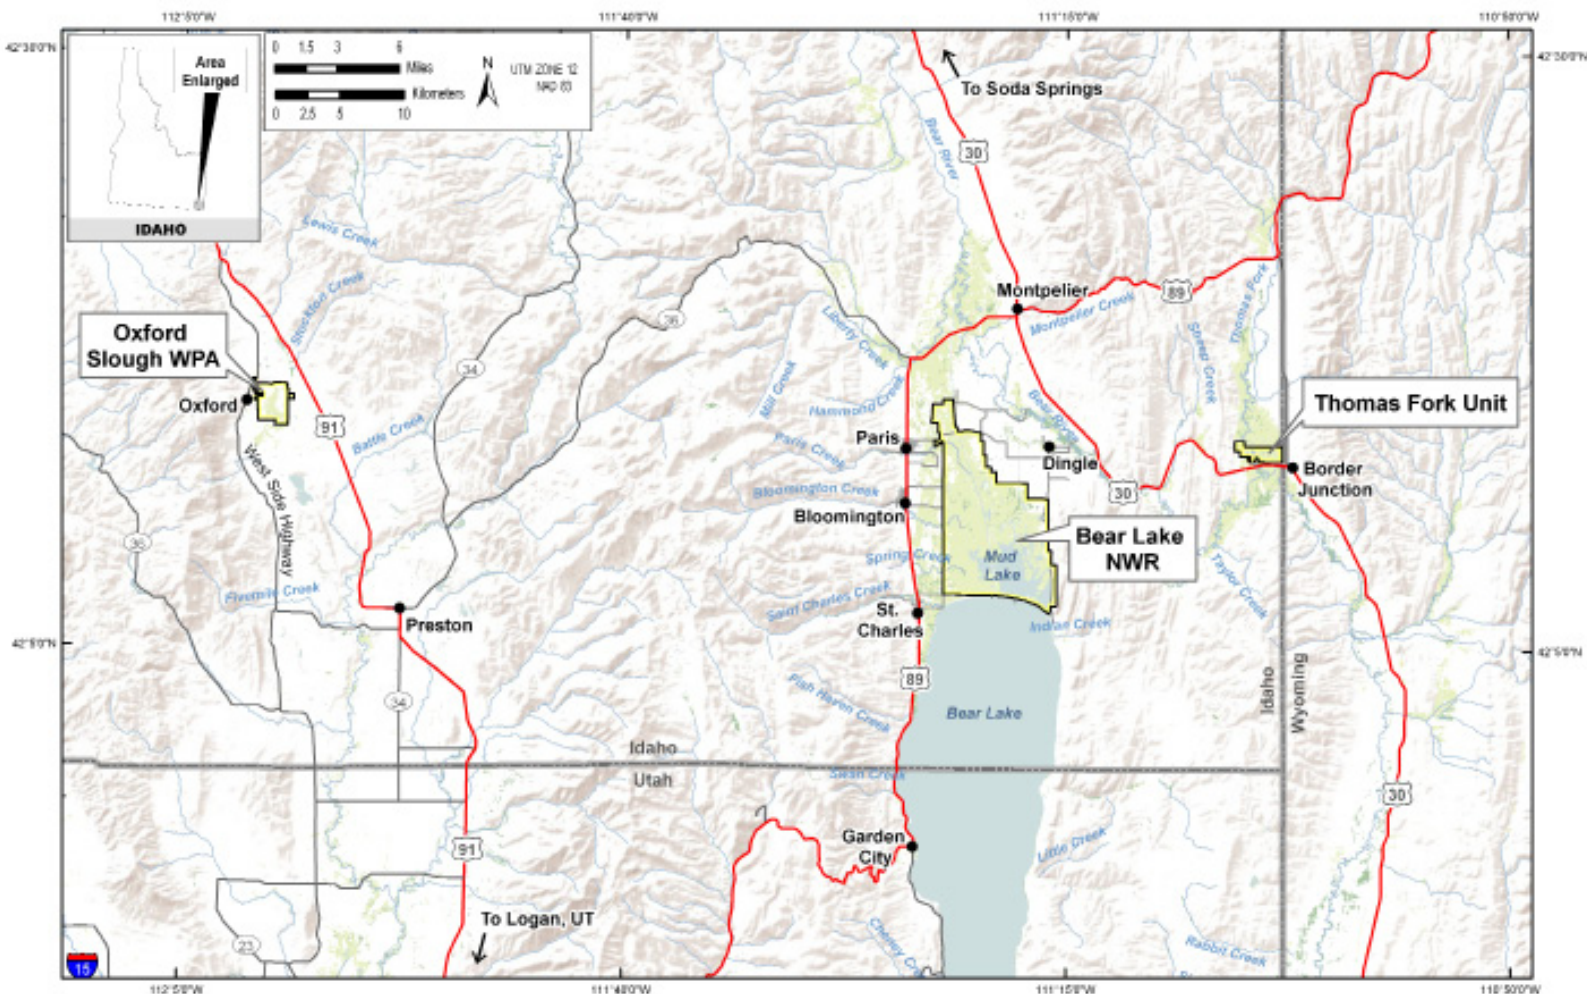 112°5'0"W
111°40'0"W
111°15'0"W
110°50'0"W
42°30'0"N
42°30'0"N
Area
Enlarged
IDAHO
0 1.5 3 6
Miles
Kilometers
0 2.5 5 10
N
UTM ZONE 12
NAD 83
To Soda Springs
Bear River
30
Lewis Creek
Stockton Creek
Oxford
Slough WPA
Oxford
91
Battle Creek
West Side Highway
36
Fivemile Creek
Preston
34
36
34
Liberty Creek
Mill Creek
Hammond Creek
Paris Creek
Paris
Bloomington Creek
Bloomington
Spring Creek
Saint Charles Creek
St.
Charles
Montpelier
Montpelier Creek
89
Sheep Creek
Thomas Fork
Bear River
Dingle
30
Thomas Fork Unit
Border
Junction
Bear Lake
NWR
Mud
Lake
Indian Creek
Taylor Creek
42°5'0"N
42°5'0"N
89
Fish Haven Creek
Bear Lake
Idaho
Wyoming
Idaho
Utah
Swan Creek
30
Garden
City
Little Creek
91
To Logan, UT
23
15
Rabbit Creek
112°5'0"W
111°40'0"W
111°15'0"W
110°50'0"W